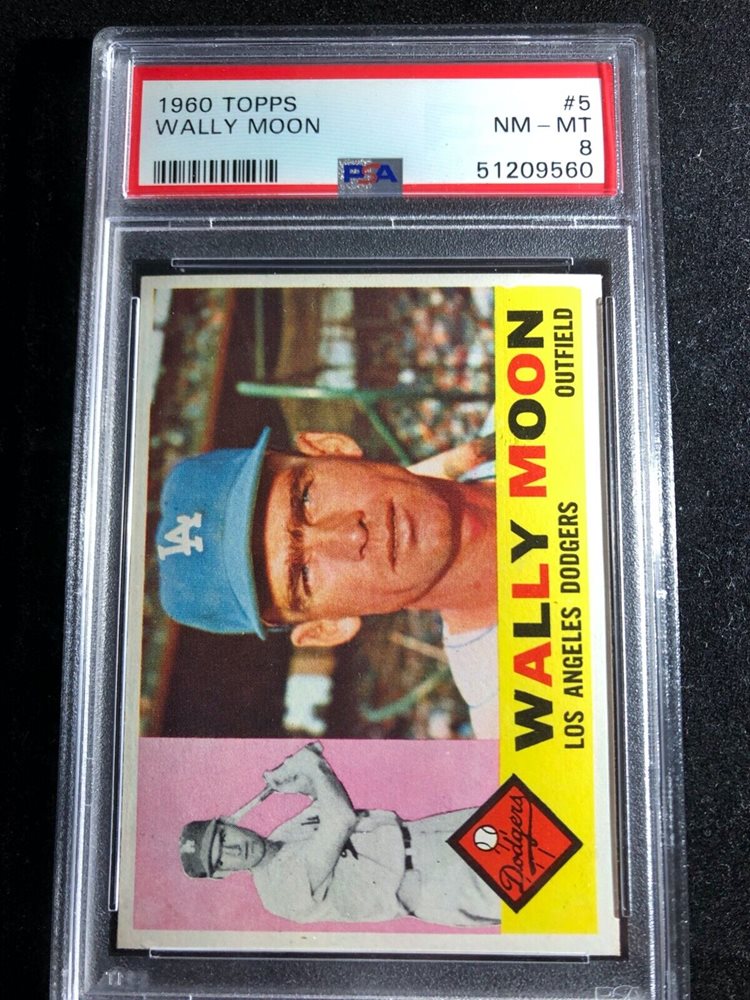 1960 TOPPS #5
WALLY MOON NM - MT
8
PSA 51209560
LA
WALLY MOON
LOS ANGELES DODGERS OUTFIELD
Dodgers